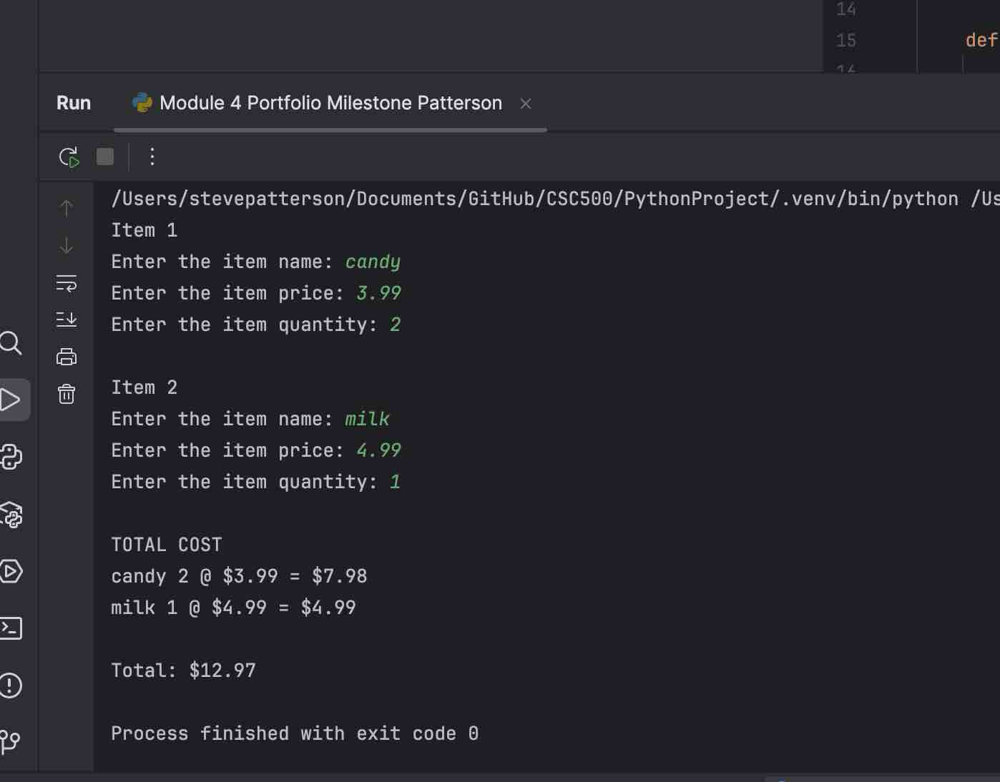 14
15 def
16
Run Module 4 Portfolio Milestone Patterson
/Users/stevepatterson/Documents/GitHub/CSC500/PythonProject/.venv/bin/python /Us
Item 1
Enter the item name: candy
Enter the item price: 3.99
Enter the item quantity: 2
Item 2
Enter the item name: milk
Enter the item price: 4.99
Enter the item quantity: 1
TOTAL COST
candy 2 @ $3.99 = $7.98
milk 1 @ $4.99 = $4.99
Total: $12.97
Process finished with exit code 0